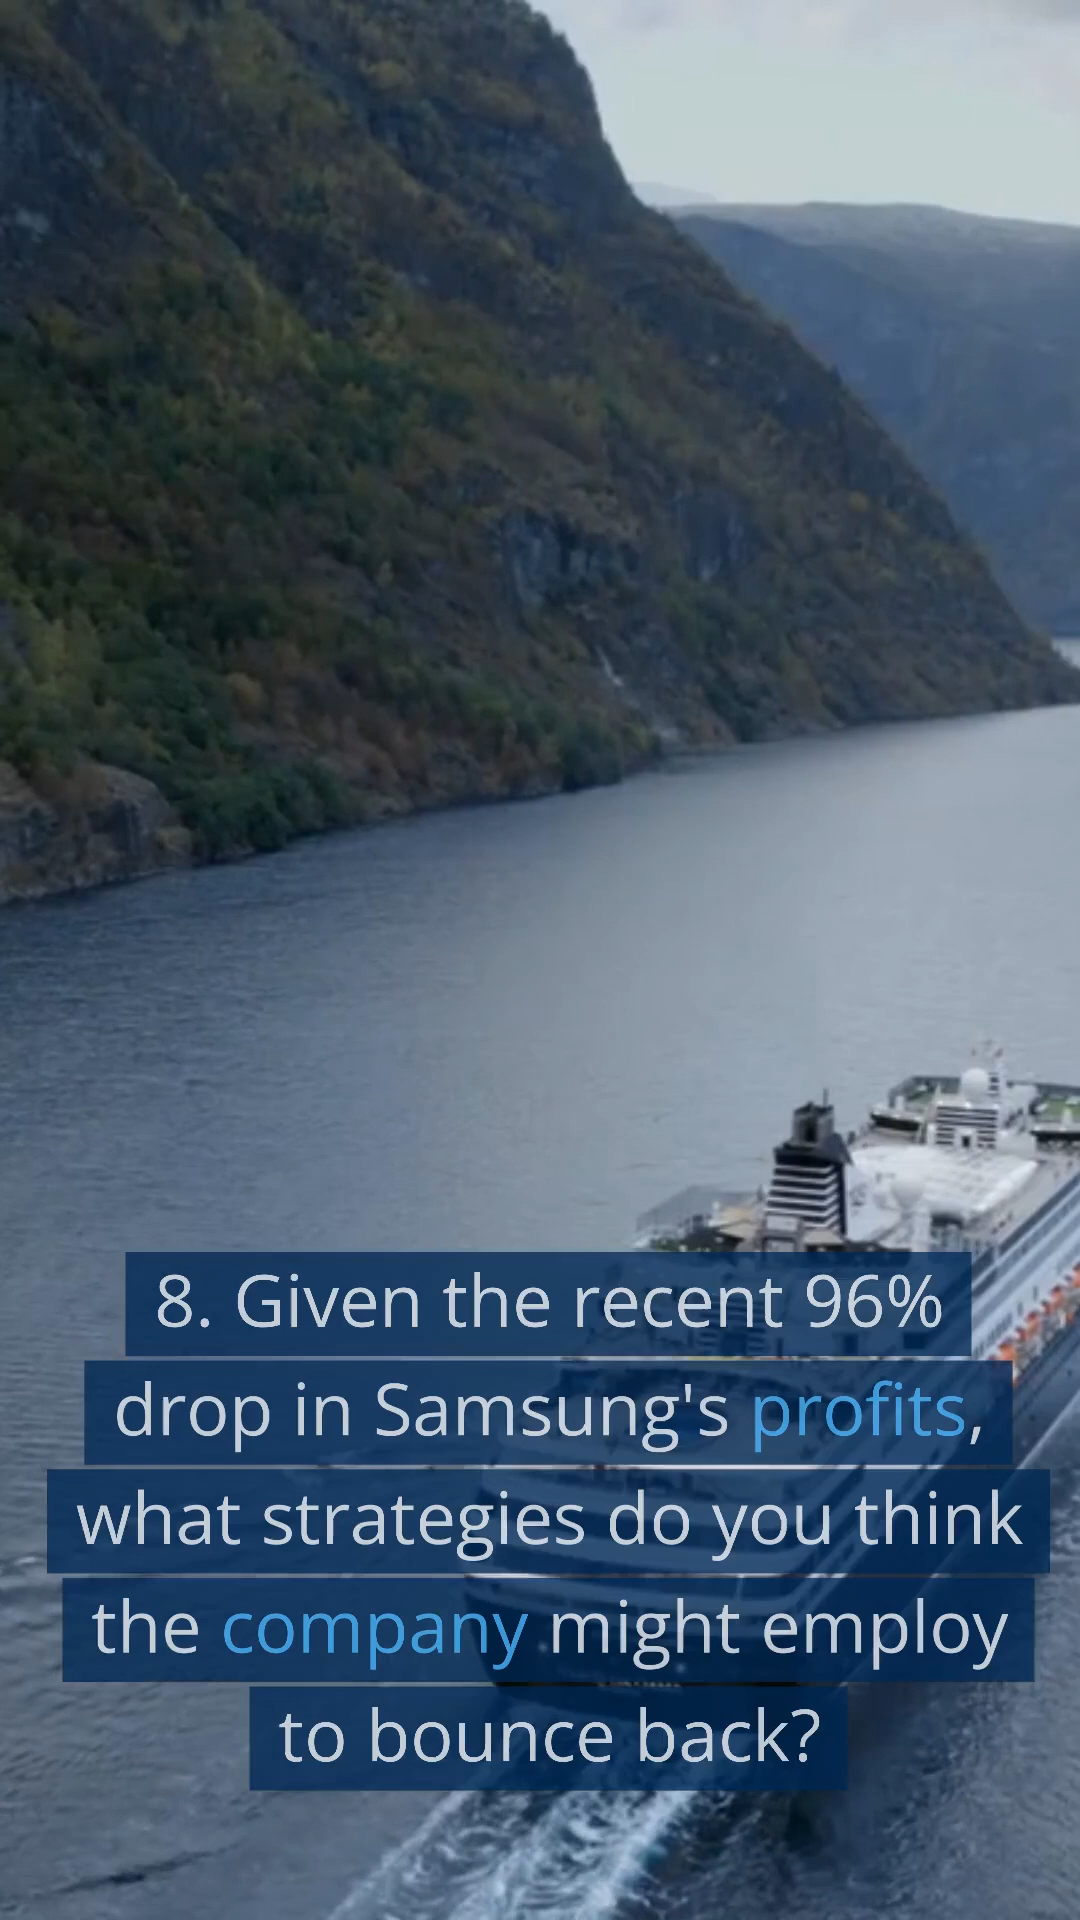 8. Given the recent 96%
drop in Samsung's profits,
what strategies do you think
the company might employ
to bounce back?